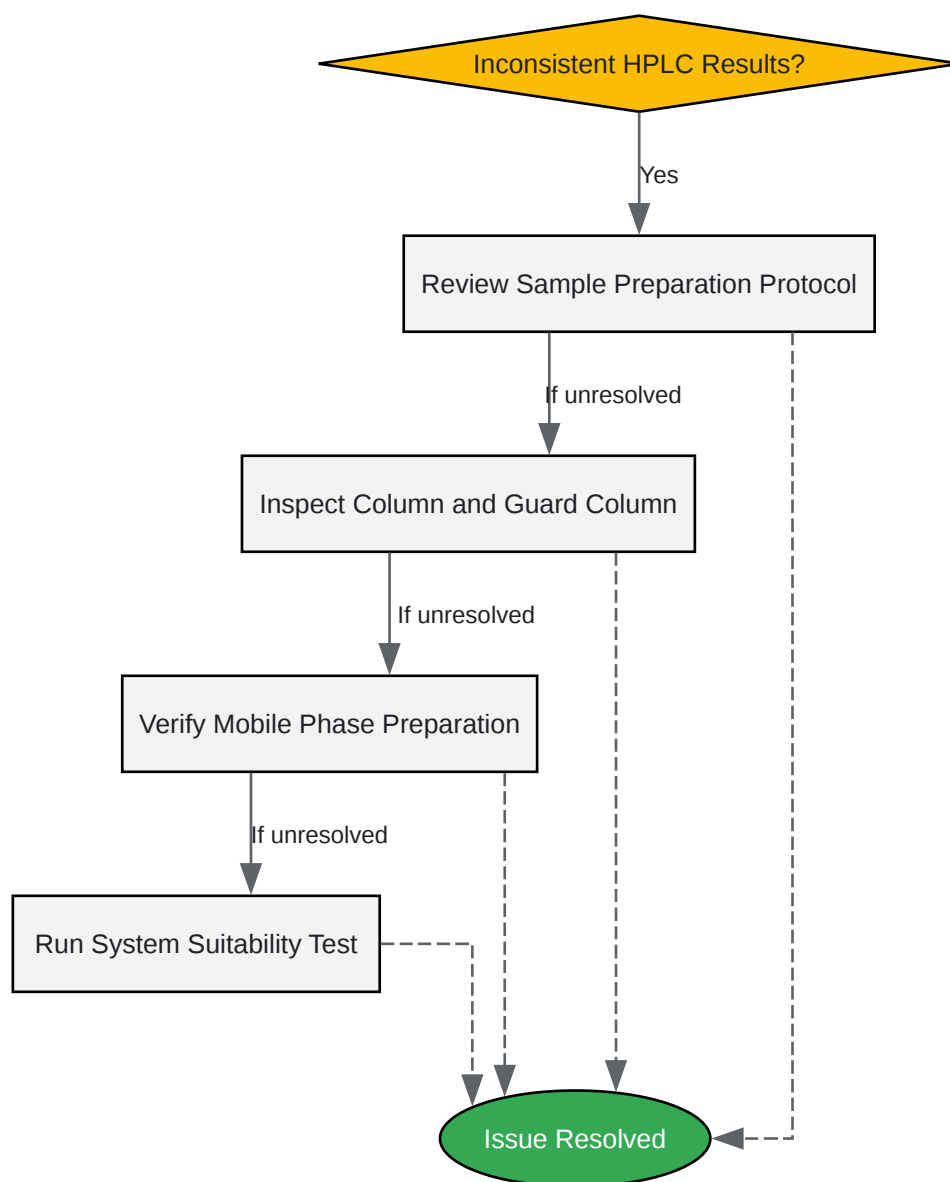 Inconsistent HPLC Results?
Yes
Review Sample Preparation Protocol
If unresolved
Inspect Column and Guard Column
If unresolved
Verify Mobile Phase Preparation
If unresolved
Run System Suitability Test
Issue Resolved